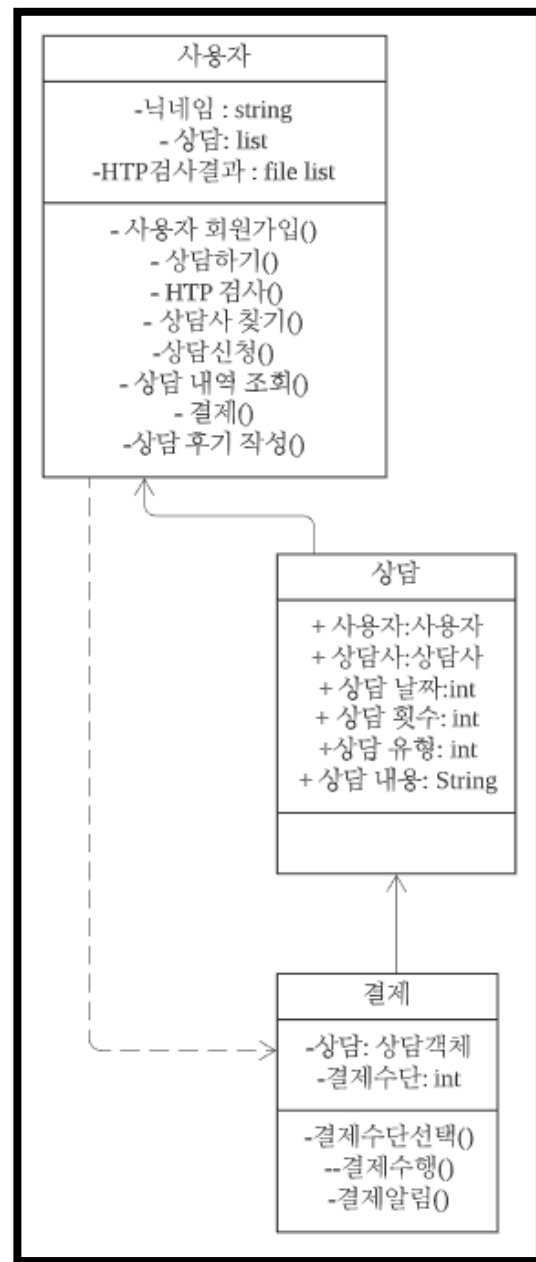 사용자
-닉네임 : string
- 상담: list
-HTP검사결과 : file list
- 사용자 회원가입()
- 상담하기()
- HTP 검사()
- 상담사 찾기()
-상담신청()
- 상담 내역 조회()
- 결제()
-상담 후기 작성()
상담
+ 사용자:사용자
+ 상담사:상담사
+ 상담 날짜:int
+ 상담 횟수: int
+상담 유형: int
+ 상담 내용: String
결제
-상담: 상담객체
-결제수단: int
-결제수단선택()
--결제수행()
-결제알림()